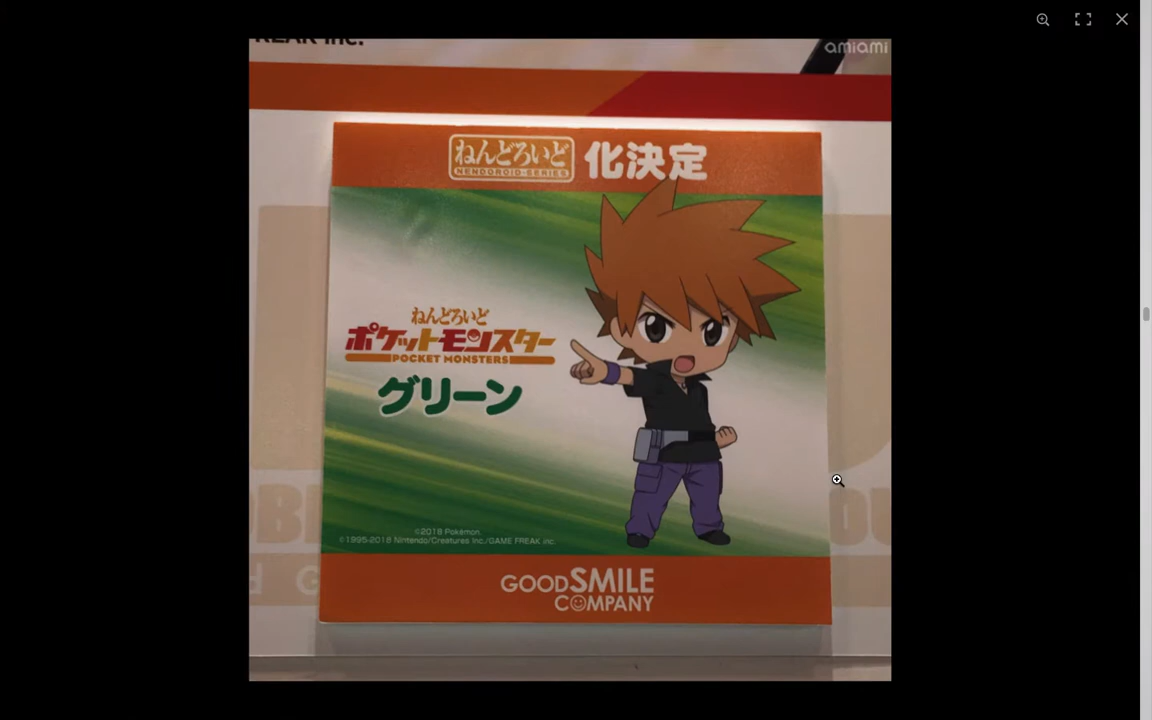 amiami
ねんどろいど 化決定
NENDOROID SERIES
ねんどろいど
ポケットモンスター
POCKET MONSTERS
グリーン
©2018 Pokémon.
©1995-2018 Nintendo/Creatures Inc./GAME FREAK inc.
GOODSMILE
COMPANY